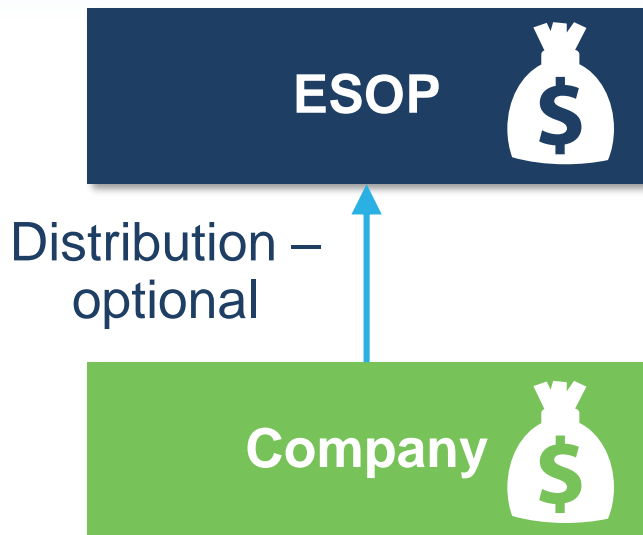 ESOP
$
Distribution –
optional
Company
$